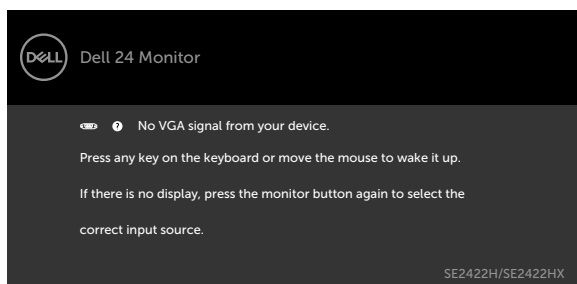 DELL Dell 24 Monitor
? No VGA signal from your device.
Press any key on the keyboard or move the mouse to wake it up.
If there is no display, press the monitor button again to select the
correct input source.
SE2422H/SE2422HX